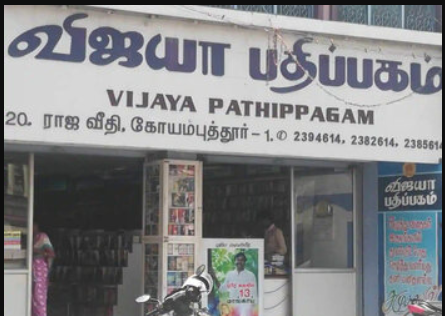 விஜயா பதிப்பகம்
VIJAYA PATHIPPAGAM
20. ராஜ வீதி, கோயம்புத்தூர் – 1. ✆ 2394614, 2382614, 2385614
விஜயா
பதிப்பகம்
13,